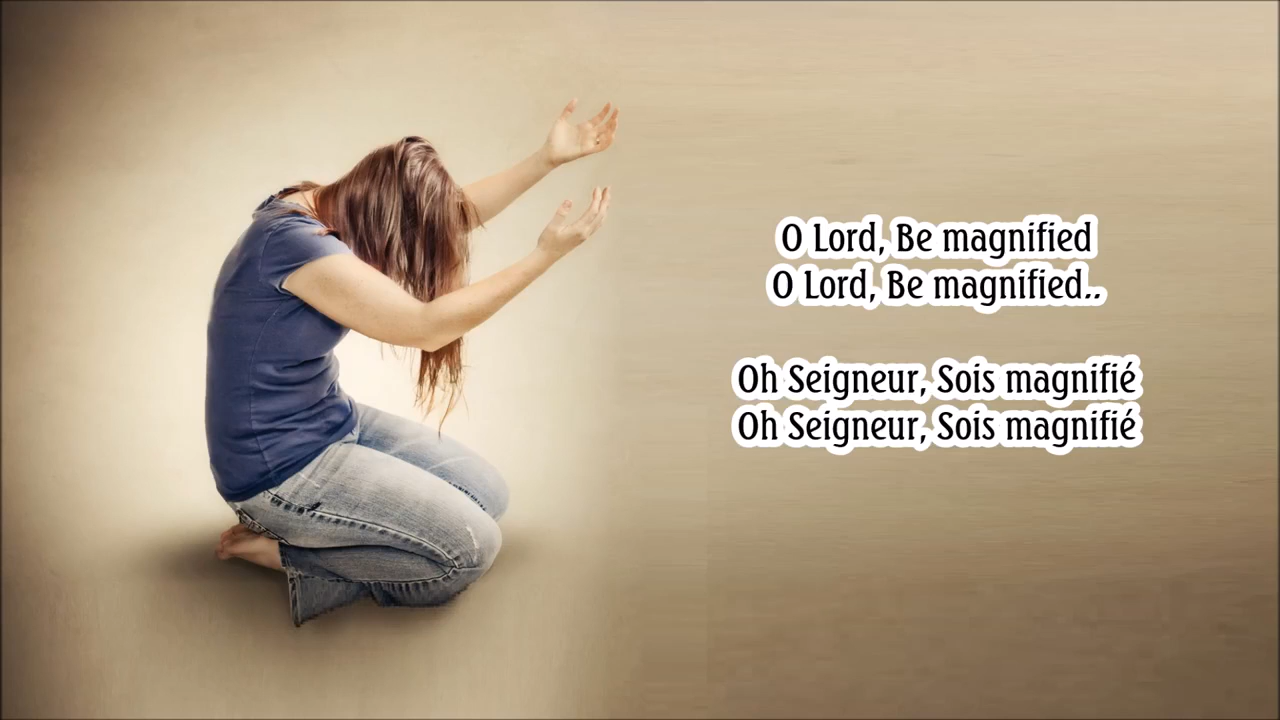 O Lord, Be magnified
O Lord, Be magnified..
Oh Seigneur, Sois magnifié
Oh Seigneur, Sois magnifié